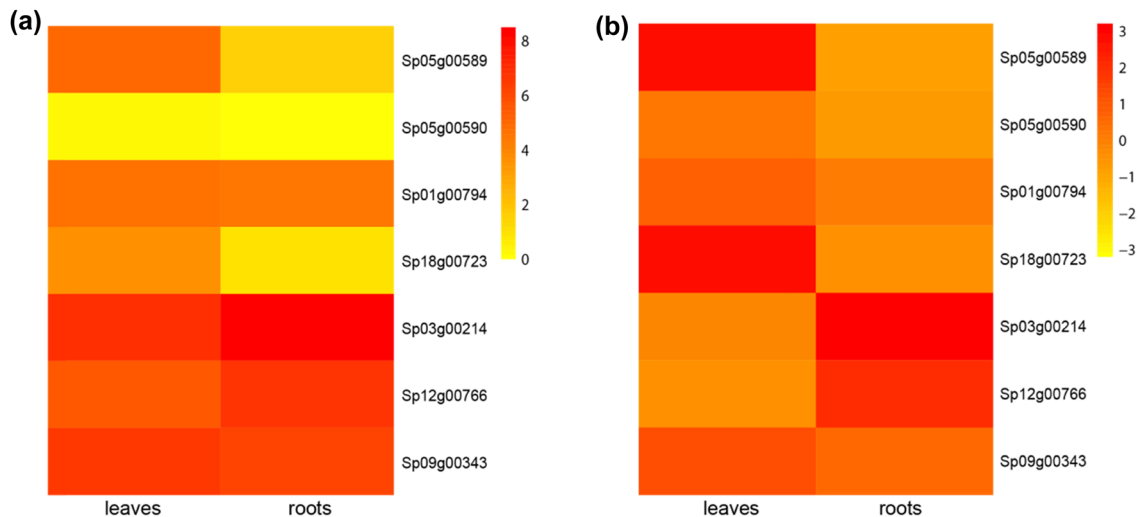 (a)
8
6
4
2
0
Sp05g00589
Sp05g00590
Sp01g00794
Sp18g00723
Sp03g00214
Sp12g00766
Sp09g00343
leaves roots
(b)
3
2
1
0
−1
−2
−3
Sp05g00589
Sp05g00590
Sp01g00794
Sp18g00723
Sp03g00214
Sp12g00766
Sp09g00343
leaves roots